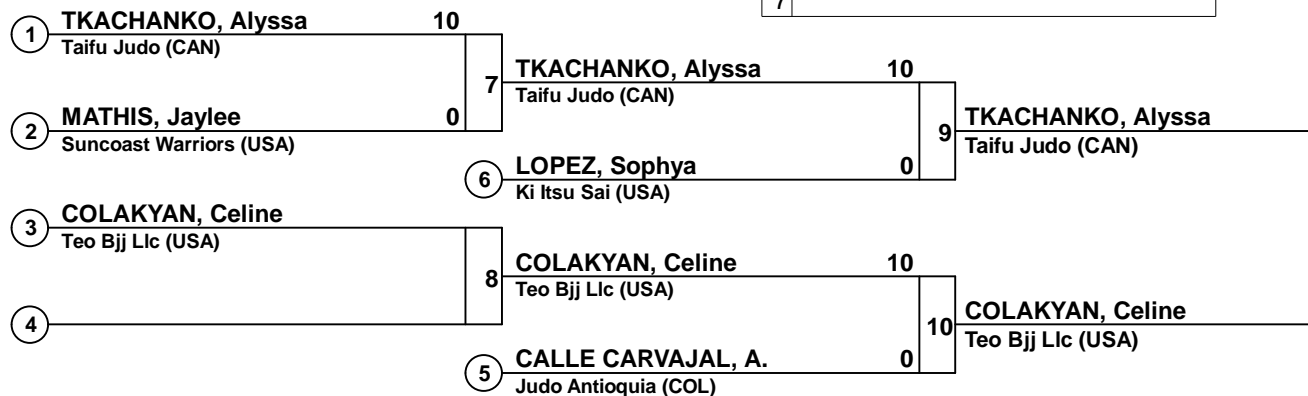 7
1
TKACHANKO, Alyssa 10
Taifu Judo (CAN)
7
TKACHANKO, Alyssa 10
Taifu Judo (CAN)
2
MATHIS, Jaylee 0
Suncoast Warriors (USA)
9
TKACHANKO, Alyssa
Taifu Judo (CAN)
6
LOPEZ, Sophya 0
Ki Itsu Sai (USA)
3
COLAKYAN, Celine
Teo Bjj Llc (USA)
8
COLAKYAN, Celine 10
Teo Bjj Llc (USA)
4
10
COLAKYAN, Celine
Teo Bjj Llc (USA)
5
CALLE CARVAJAL, A. 0
Judo Antioquia (COL)